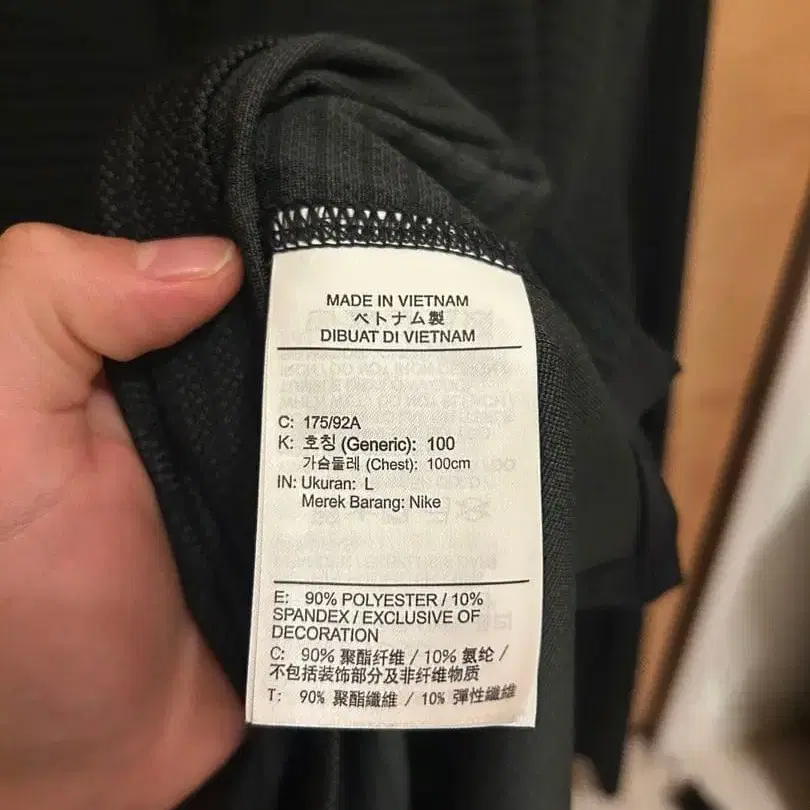 MADE IN VIETNAM
ベトナム製
DIBUAT DI VIETNAM
C: 175/92A
K: 호칭 (Generic): 100
가슴둘레 (Chest): 100cm
IN: Ukuran: L
Merek Barang: Nike
E: 90% POLYESTER / 10%
SPANDEX / EXCLUSIVE OF
DECORATION
C: 90% 聚酯纤维 / 10% 氨纶 /
不包括装饰部分及非纤维物质
T: 90% 聚酯纖維 / 10% 彈性纖維